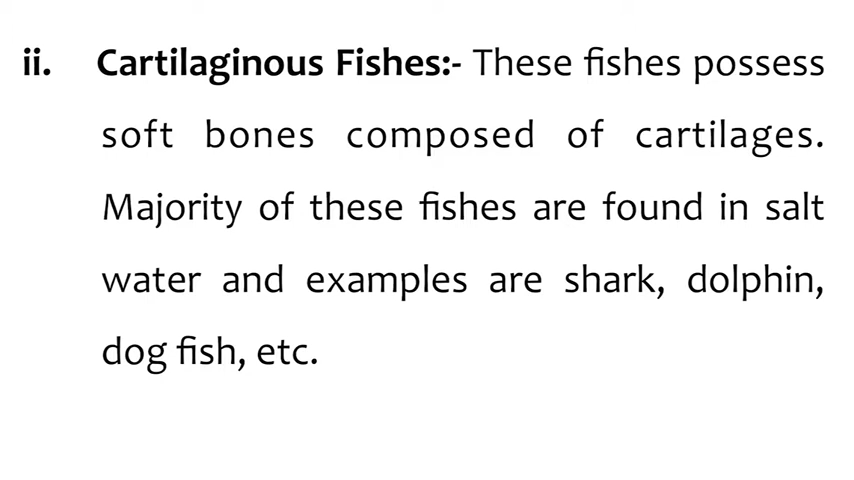 ii. Cartilaginous Fishes:- These fishes possess
soft bones composed of cartilages.
Majority of these fishes are found in salt
water and examples are shark, dolphin,
dog fish, etc.